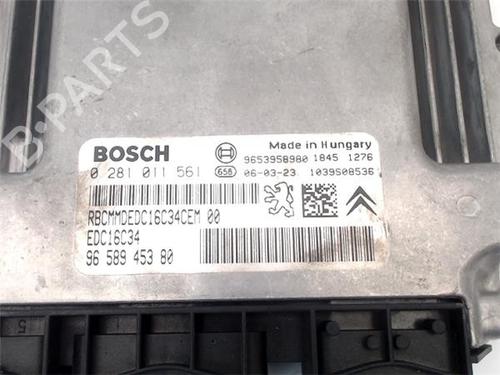 B-PARTS
BOSCH
Made in Hungary
9653958980 1845 1276
0 281 011 561 658 06-03-23 1039S08536
RBCMMDEDC16C34CEM 00
EDC16C34
96 589 453 80
5